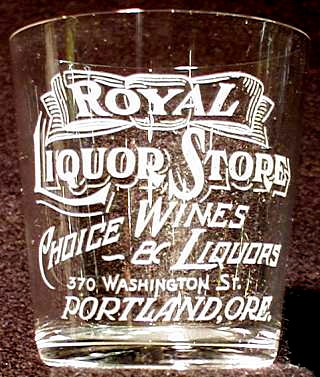 ROYAL
LIQUOR STORE
CHOICE WINES
& LIQUORS
370 WASHINGTON ST.
PORTLAND, ORE.